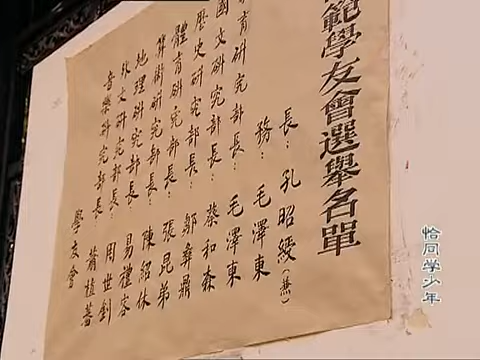 範學友會選舉名單
長：孔昭綬（兼）
務：毛澤東
育研究部長：毛澤東
國文研究部長：蔡和森
歷史研究部長：鄒彝鼎
體育研究部長：張昆弟
算術研究部長：陳紹休
地理研究部長：易禮容
外文研究部長：周世釗
音樂研究部長：蕭植蕃
學友會
恰同学少年